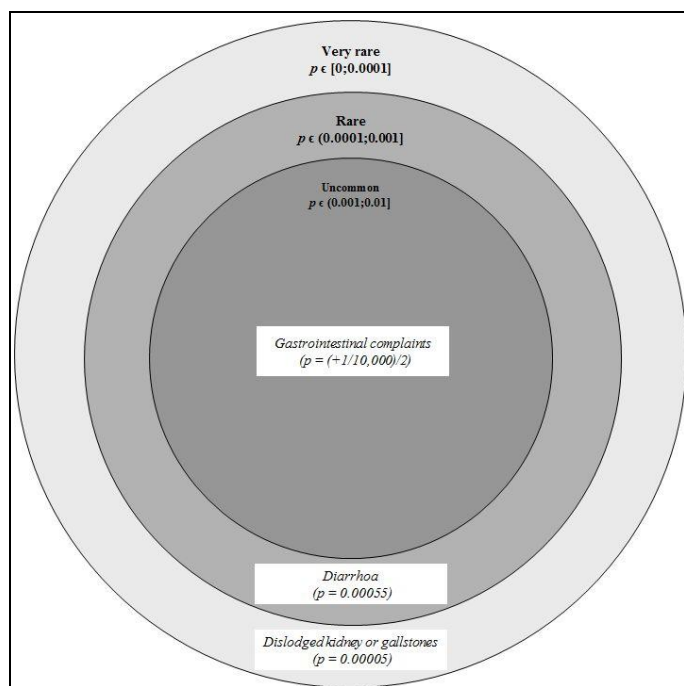 Very rare
p ϵ [0;0.0001]
Rare
p ϵ (0.0001;0.001]
Uncommon
p ϵ (0.001;0.01]
Gastrointestinal complaints
(p = (+1/10,000)/2)
Diarrhoa
(p = 0.00055)
Dislodged kidney or gallstones
(p = 0.00005)